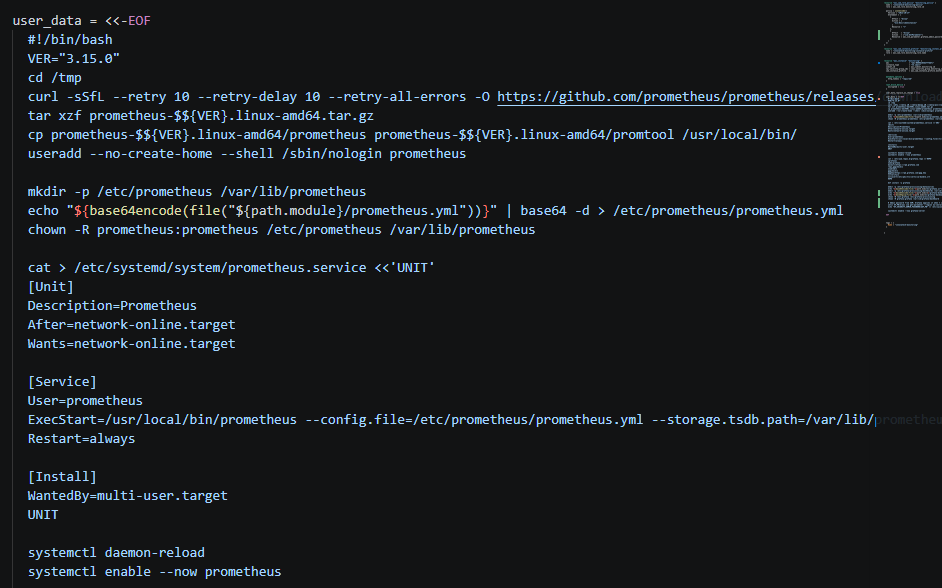 user_data = <<-EOF
#!/bin/bash
VER="3.15.0"
cd /tmp
curl -sSfL --retry 10 --retry-delay 10 --retry-all-errors -O https://github.com/prometheus/prometheus/releases
tar xzf prometheus-$${VER}.linux-amd64.tar.gz
cp prometheus-$${VER}.linux-amd64/prometheus prometheus-$${VER}.linux-amd64/promtool /usr/local/bin/
useradd --no-create-home --shell /sbin/nologin prometheus
mkdir -p /etc/prometheus /var/lib/prometheus
echo "${base64encode(file("${path.module}/prometheus.yml"))}" | base64 -d > /etc/prometheus/prometheus.yml
chown -R prometheus:prometheus /etc/prometheus /var/lib/prometheus
cat > /etc/systemd/system/prometheus.service <<'UNIT'
[Unit]
Description=Prometheus
After=network-online.target
Wants=network-online.target
[Service]
User=prometheus
ExecStart=/usr/local/bin/prometheus --config.file=/etc/prometheus/prometheus.yml --storage.tsdb.path=/var/lib/prometheus
Restart=always
[Install]
WantedBy=multi-user.target
UNIT
systemctl daemon-reload
systemctl enable --now prometheus